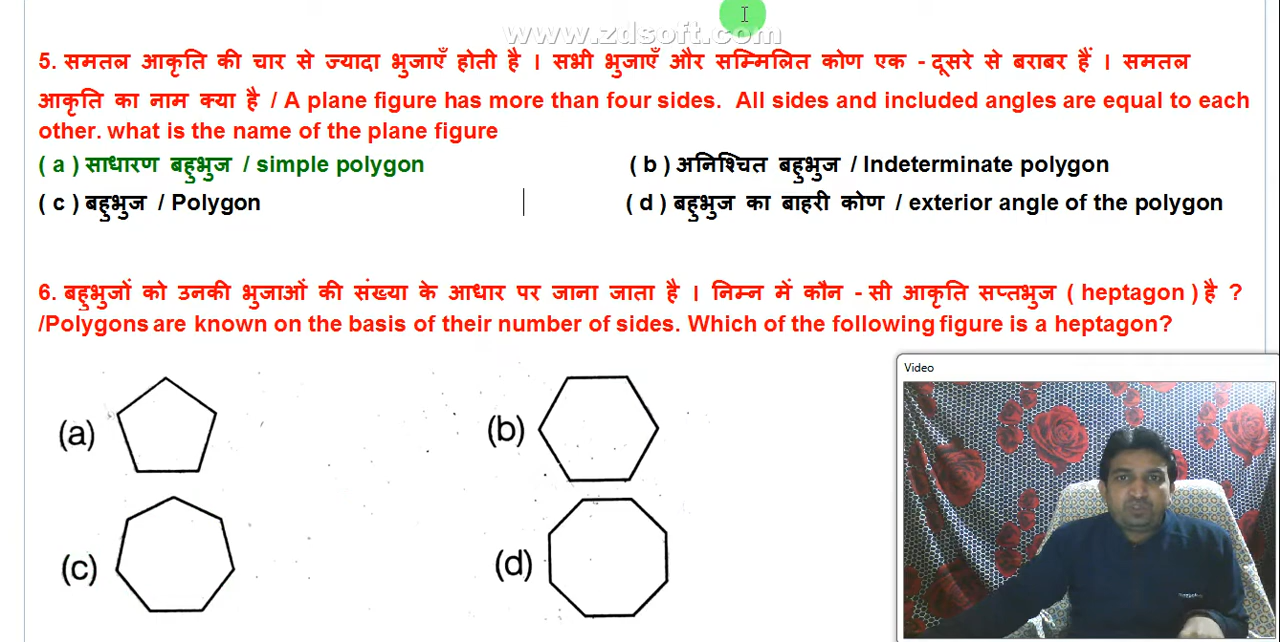 www.zdsoft.com
5. समतल आकृति की चार से ज्यादा भुजाएँ होती है । सभी भुजाएँ और सम्मिलित कोण एक - दूसरे से बराबर हैं । समतल
आकृति का नाम क्या है / A plane figure has more than four sides. All sides and included angles are equal to each
other. what is the name of the plane figure
( a ) साधारण बहुभुज / simple polygon ( b ) अनिश्चित बहुभुज / Indeterminate polygon
( c ) बहुभुज / Polygon ( d ) बहुभुज का बाहरी कोण / exterior angle of the polygon
6. बहुभुजों को उनकी भुजाओं की संख्या के आधार पर जाना जाता है । निम्न में कौन - सी आकृति सप्तभुज ( heptagon ) है ?
/Polygons are known on the basis of their number of sides. Which of the following figure is a heptagon?
Video
(a) (b)
(c) (d)